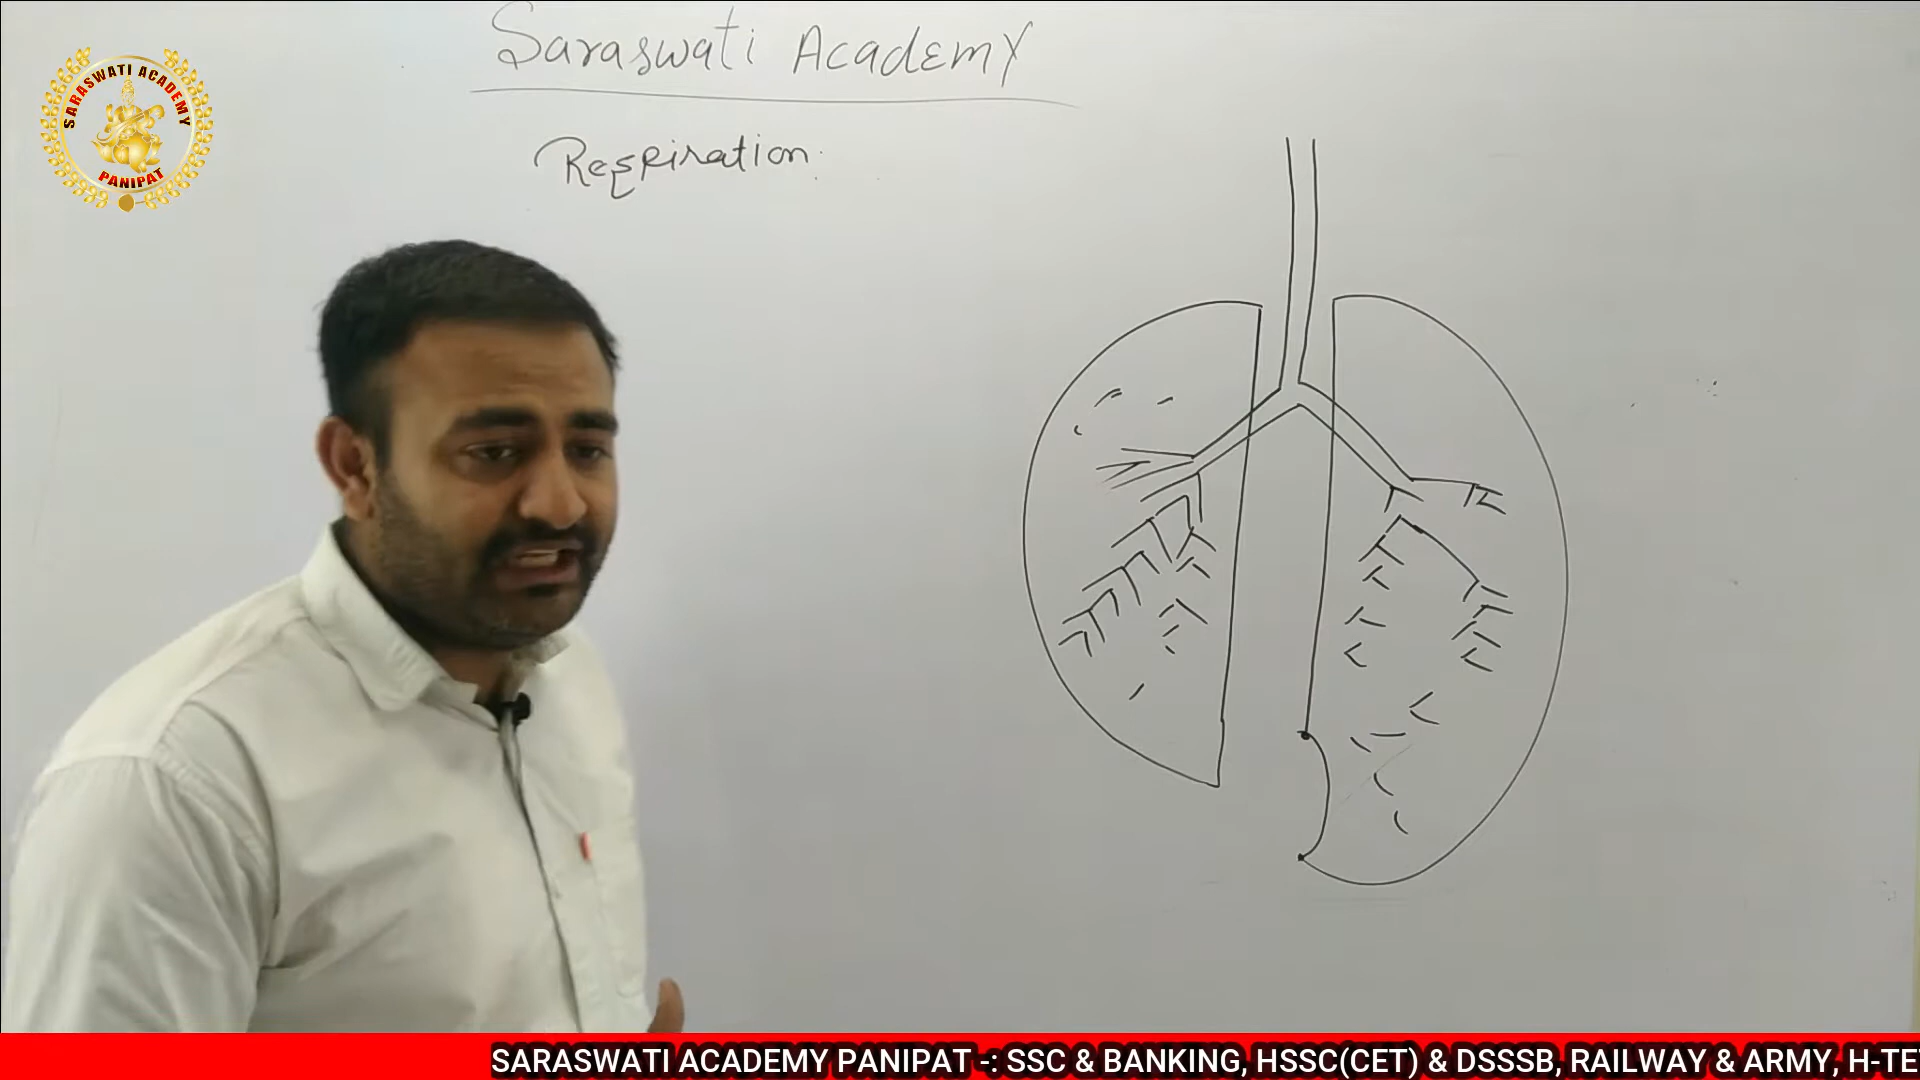 Saraswati Academy
SARASWATI ACADEMY
PANIPAT
Respiration:
SARASWATI ACADEMY PANIPAT -: SSC & BANKING, HSSC(CET) & DSSSB, RAILWAY & ARMY, H-TE